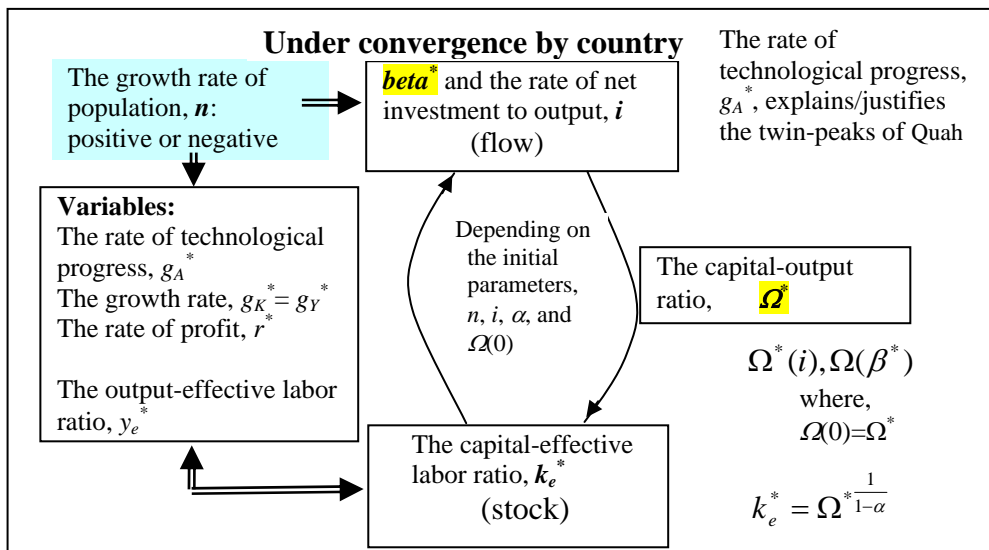 Under convergence by country
The growth rate of
population, n:
positive or negative
beta* and the rate of net
investment to output, i
(flow)
The rate of
technological progress,
g_A*, explains/justifies
the twin-peaks of Quah
Variables:
The rate of technological
progress, g_A*
The growth rate, g_K*= g_Y*
The rate of profit, r*
The output-effective labor
ratio, y_e*
Depending on
the initial
parameters,
n, i, α, and
Ω(0)
The capital-output
ratio, Ω*
Ω*(i), Ω(β*)
where,
Ω(0)=Ω*
The capital-effective
labor ratio, k_e*
(stock)
k_e* = Ω*^(1/(1−α))